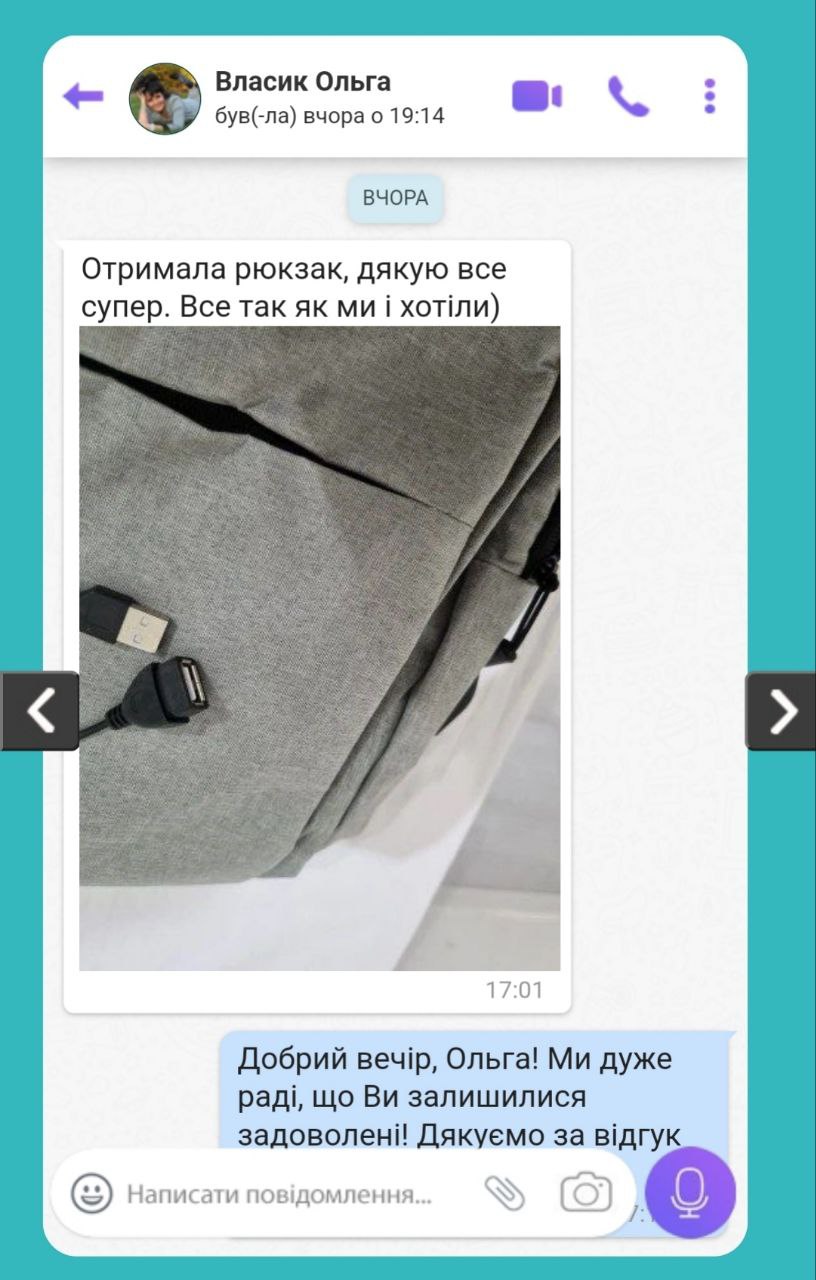 Власик Ольга
був(-ла) вчора о 19:14
ВЧОРА
Отримала рюкзак, дякую все
супер. Все так як ми і хотіли)
17:01
Добрий вечір, Ольга! Ми дуже
раді, що Ви залишилися
задоволені! Дякуємо за відгук
Написати повідомлення...